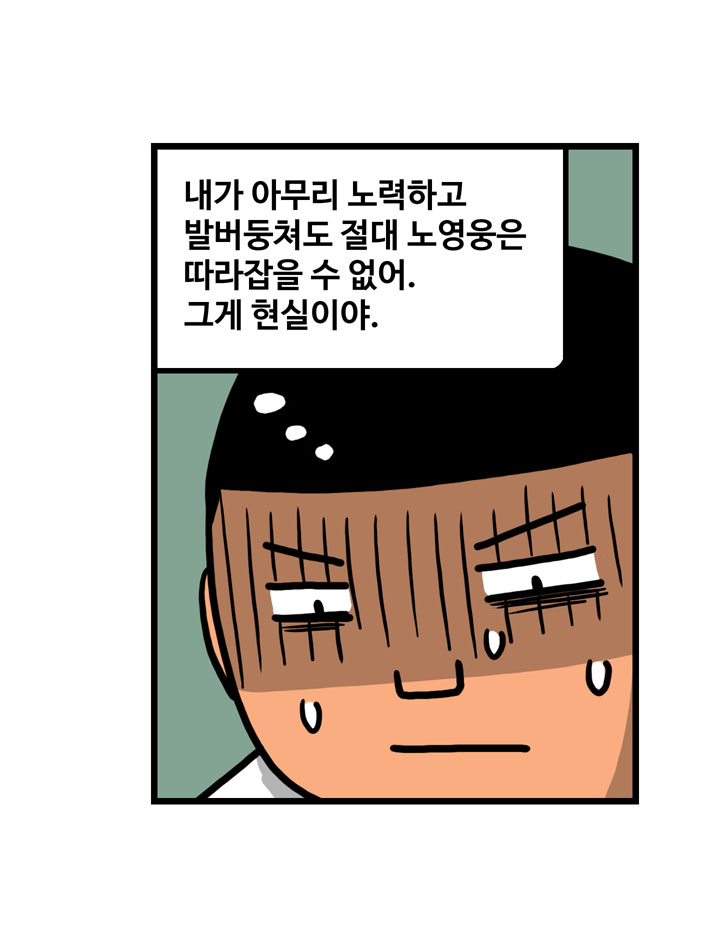 내가 아무리 노력하고
발버둥쳐도 절대 노영웅은
따라잡을 수 없어.
그게 현실이야.